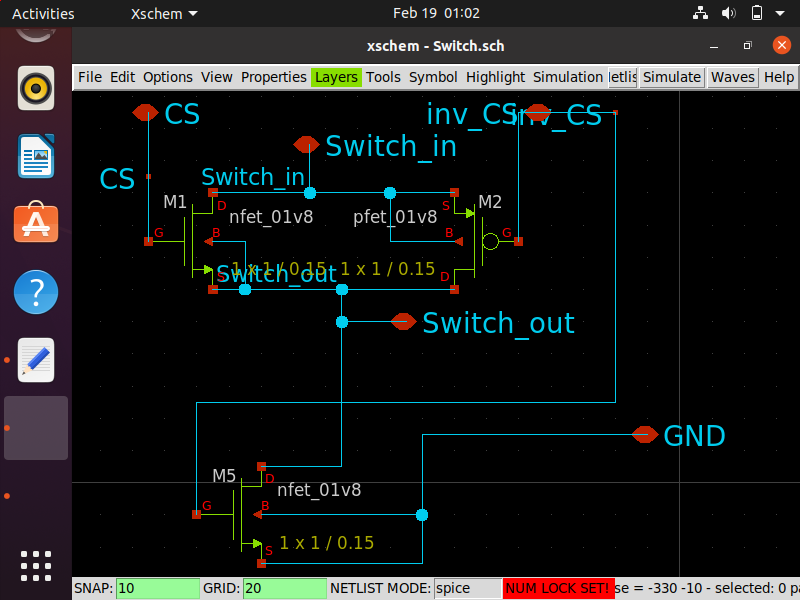 Activities Xschem Feb 19 01:02
xschem - Switch.sch
File Edit Options View Properties Layers Tools Symbol Highlight Simulation etlis Simulate Waves Help
CS inv_CS inv_CS
Switch_in
CS Switch_in
M1 M2
D nfet_01v8 pfet_01v8 S
G B B G
S 1 x 1 / 0.15 1 x 1 / 0.15 D
Switch_out
Switch_out
GND
M5 D nfet_01v8
G B
S 1 x 1 / 0.15
SNAP: 10 GRID: 20 NETLIST MODE: spice NUM LOCK SET! se = -330 -10 - selected: 0 pa